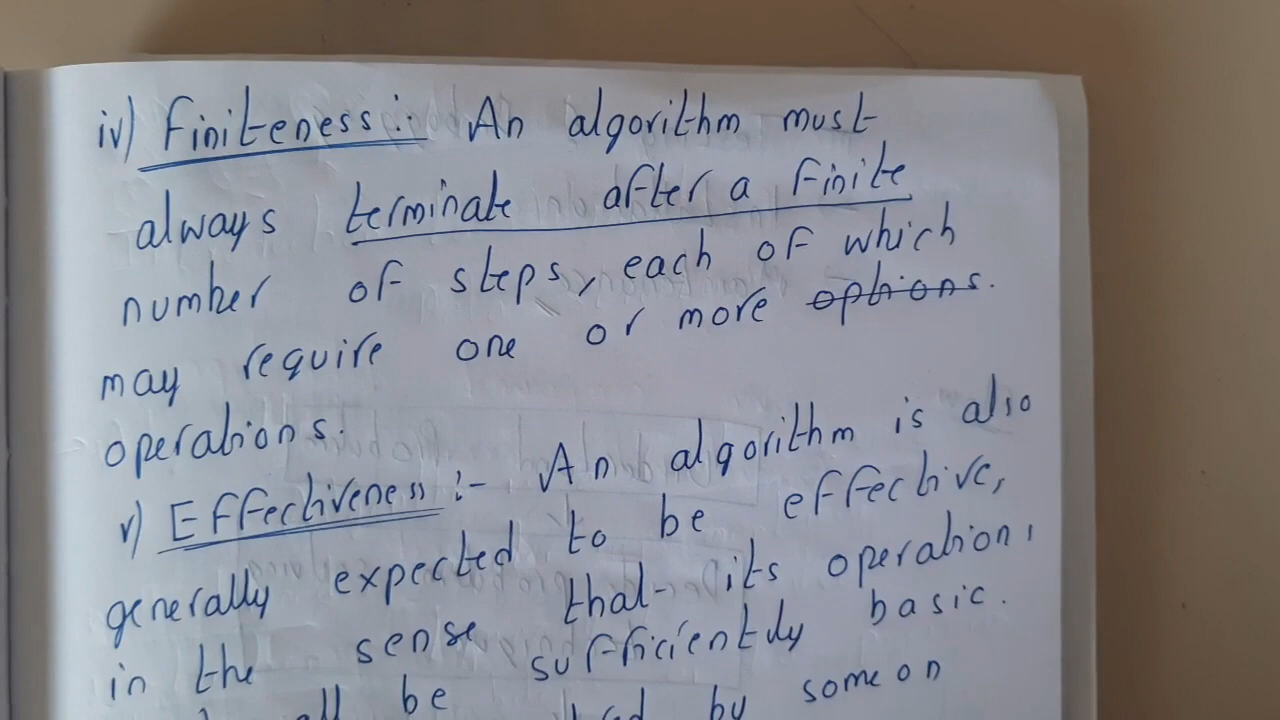 iv) Finiteness :- An algorithm must
always terminate after a finite
number of steps, each of which
may require one or more options.
operations.
v) Effectiveness :- An algorithm is also
generally expected to be effective,
in the sense that its operations
sufficiently basic.
all be by someon